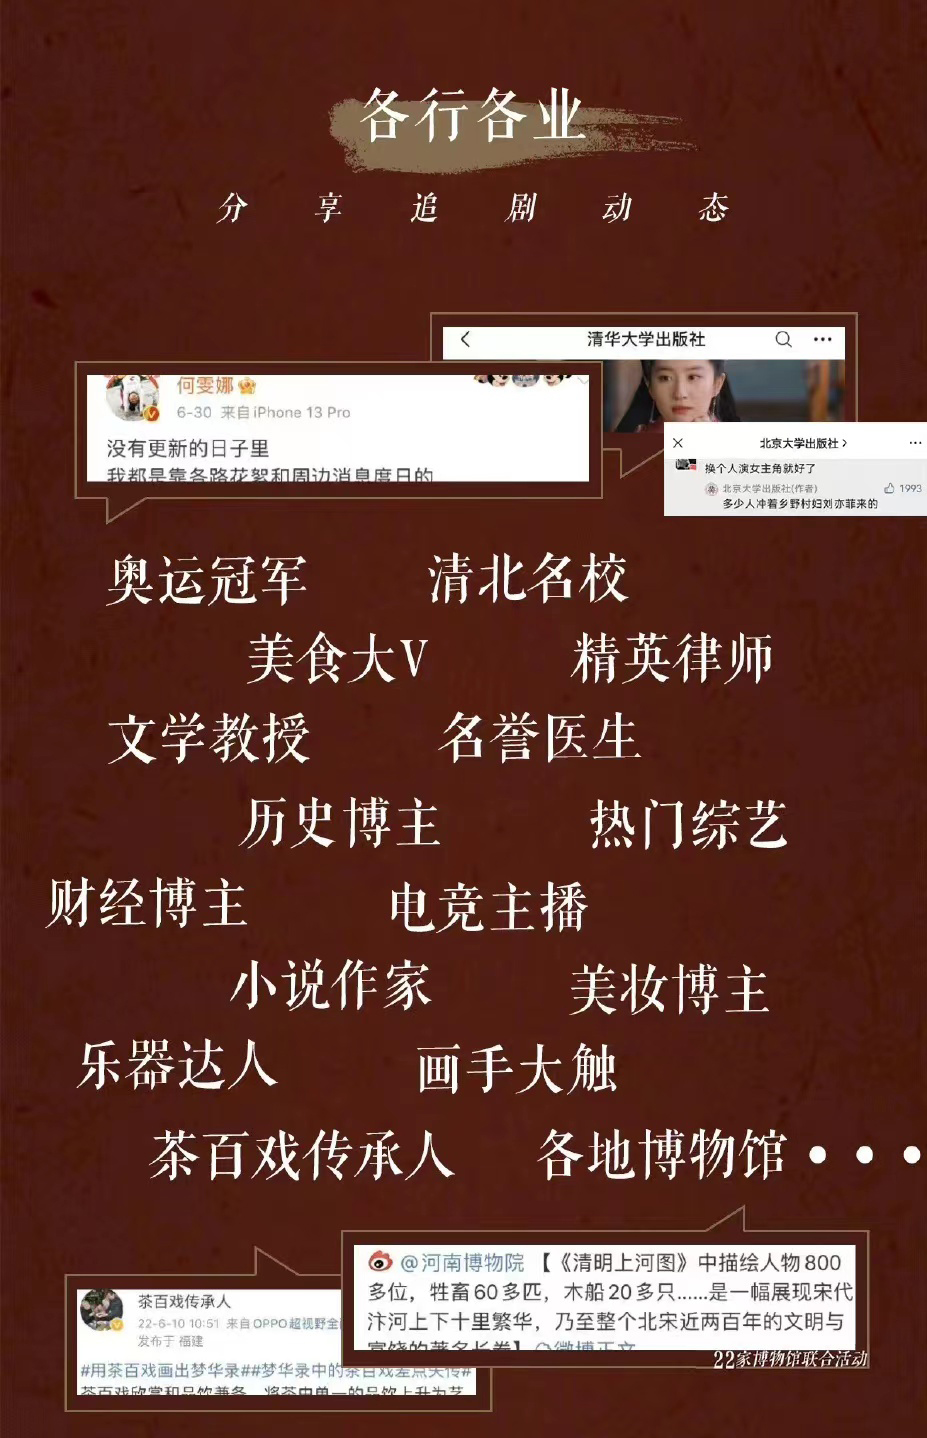 各行各业
分享追剧动态
清华大学出版社
何雯娜
6-30 来自iPhone 13 Pro
没有更新的日子里
我都是靠各路花絮和周边消息度日的
北京大学出版社
换个人演女主角就好了
北京大学出版社(作者) 1993
多少人冲着乡野村妇刘亦菲来的
奥运冠军 清北名校
美食大V 精英律师
文学教授 名誉医生
历史博主 热门综艺
财经博主 电竞主播
小说作家 美妆博主
乐器达人 画手大触
茶百戏传承人 各地博物馆•••
@河南博物院【《清明上河图》中描绘人物800
多位，牲畜60多匹，木船20多只……是一幅展现宋代
汴河上下十里繁华，乃至整个北宋近两百年的文明与
富饶的著名长卷】@微博正文
22家博物馆联合活动
茶百戏传承人
22-6-10 10:51 来自OPPO超视野全
发布于 福建
#用茶百戏画出梦华录##梦华录中的茶百戏差点失传#
茶百戏欣赏和品饮兼备，将茶由单一的品饮上升为艺